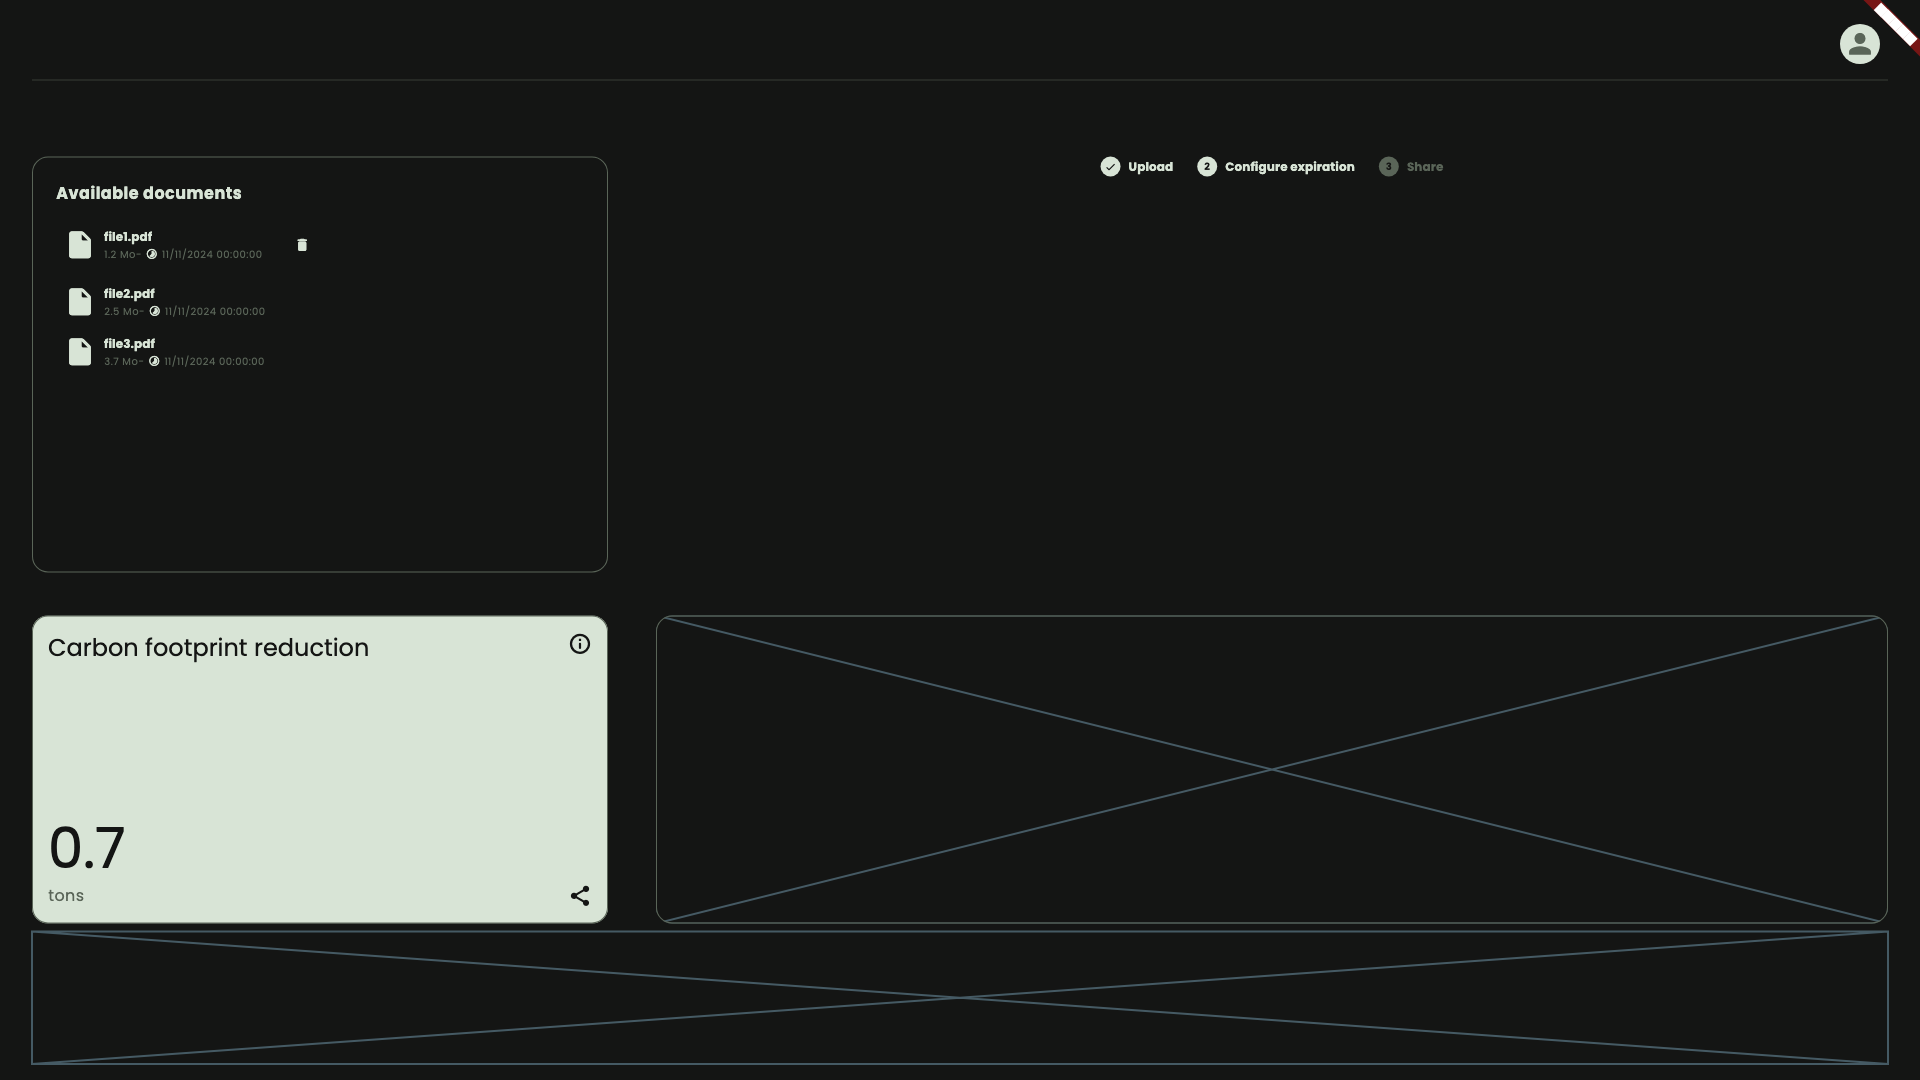 Available documents
file1.pdf
1.2 Mo- 11/11/2024 00:00:00
file2.pdf
2.5 Mo- 11/11/2024 00:00:00
file3.pdf
3.7 Mo- 11/11/2024 00:00:00
Upload 2 Configure expiration 3 Share
Carbon footprint reduction
0.7
tons